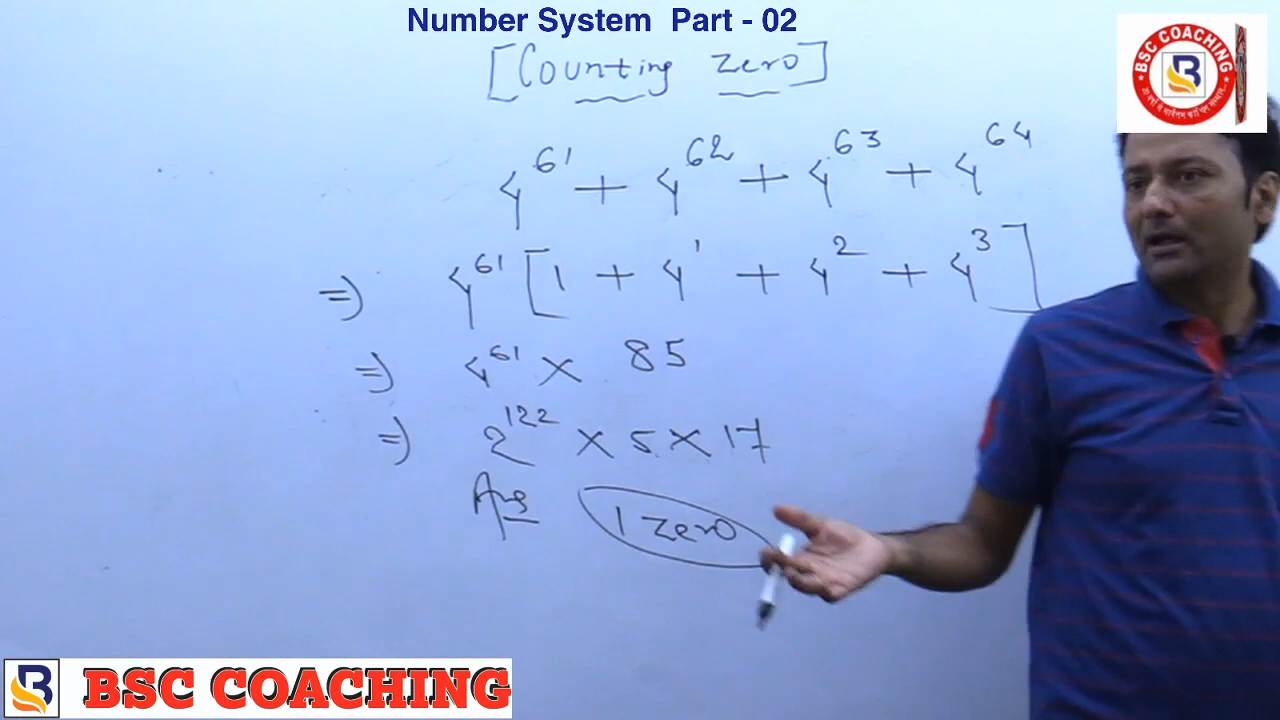 Number System Part - 02
[Counting Zero]
4^61 + 4^62 + 4^63 + 4^64
=) 4^61 [1 + 4^1 + 4^2 + 4^3]
=) 4^61 × 85
=) 2^122 × 5 × 17
Ans 1 zero
BSC COACHING
B
BSC COACHING